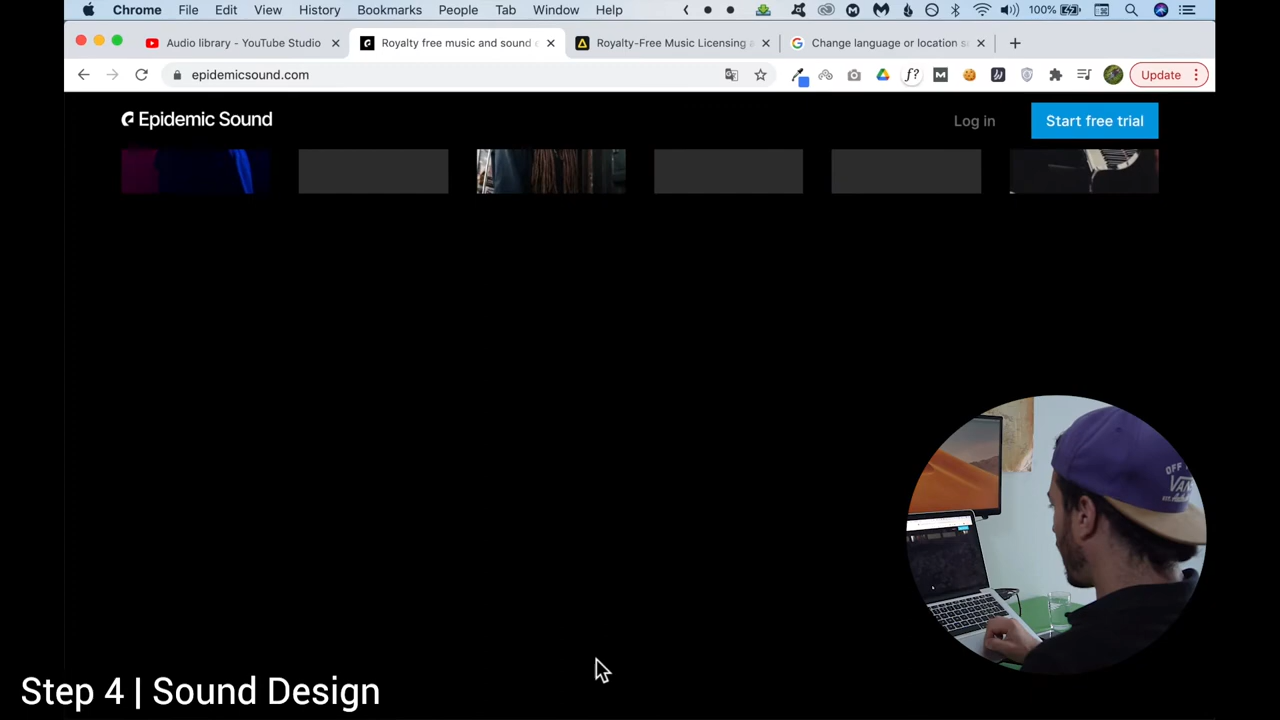 Chrome File Edit View History Bookmarks People Tab Window Help 100%
Audio library - YouTube Studio
Royalty free music and sound
Royalty-Free Music Licensing
Change language or location
epidemicsound.com
f?
Update
Epidemic Sound
Log in
Start free trial
OFF
VANS
Step 4 | Sound Design